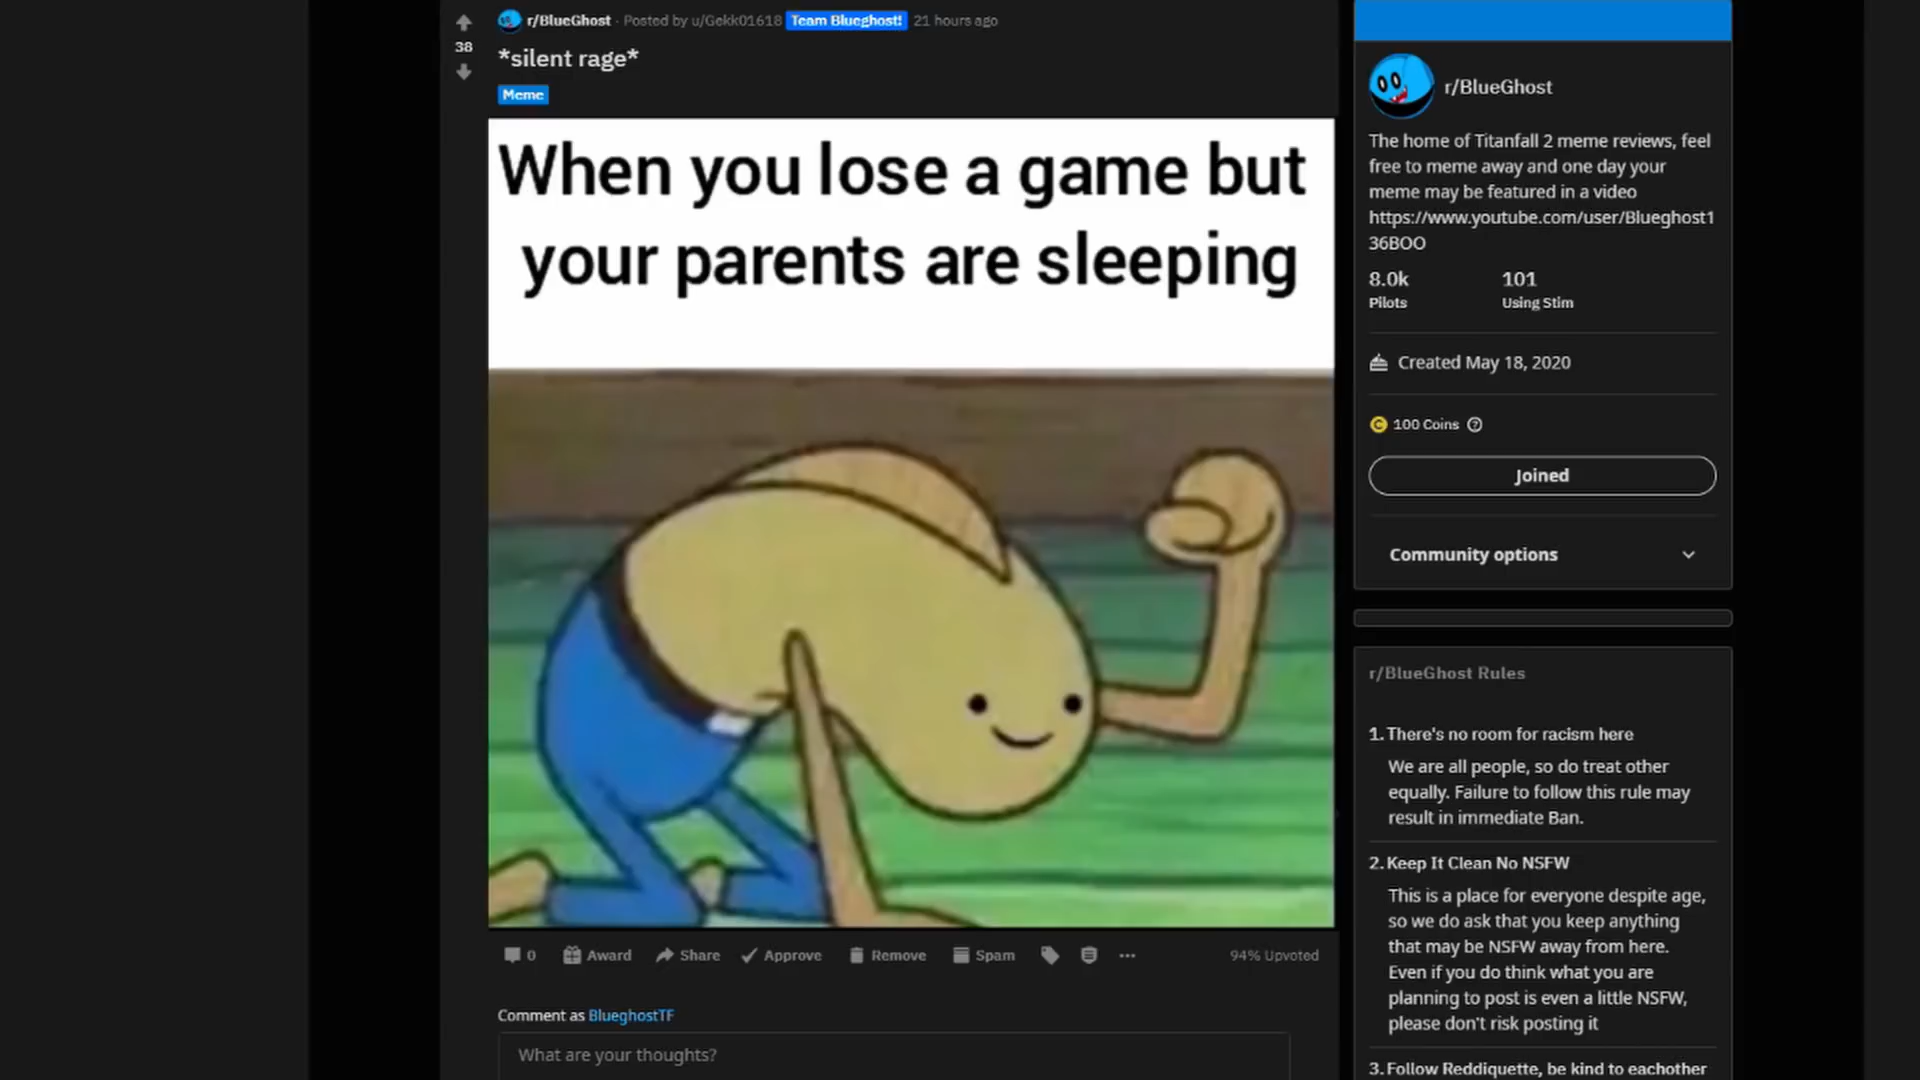 r/BlueGhost · Posted by u/Gekk01618 Team Blueghost! 21 hours ago
38
*silent rage*
Meme
When you lose a game but
your parents are sleeping
0 Award Share Approve Remove Spam ... 94% Upvoted
Comment as BlueghostTF
What are your thoughts?
r/BlueGhost
The home of Titanfall 2 meme reviews, feel
free to meme away and one day your
meme may be featured in a video
https://www.youtube.com/user/Blueghost1
36BOO
8.0k 101
Pilots Using Stim
Created May 18, 2020
C 100 Coins ?
Joined
Community options
r/BlueGhost Rules
1. There's no room for racism here
We are all people, so do treat other
equally. Failure to follow this rule may
result in immediate Ban.
2. Keep It Clean No NSFW
This is a place for everyone despite age,
so we do ask that you keep anything
that may be NSFW away from here.
Even if you do think what you are
planning to post is even a little NSFW,
please don't risk posting it
3. Follow Reddiquette, be kind to eachother